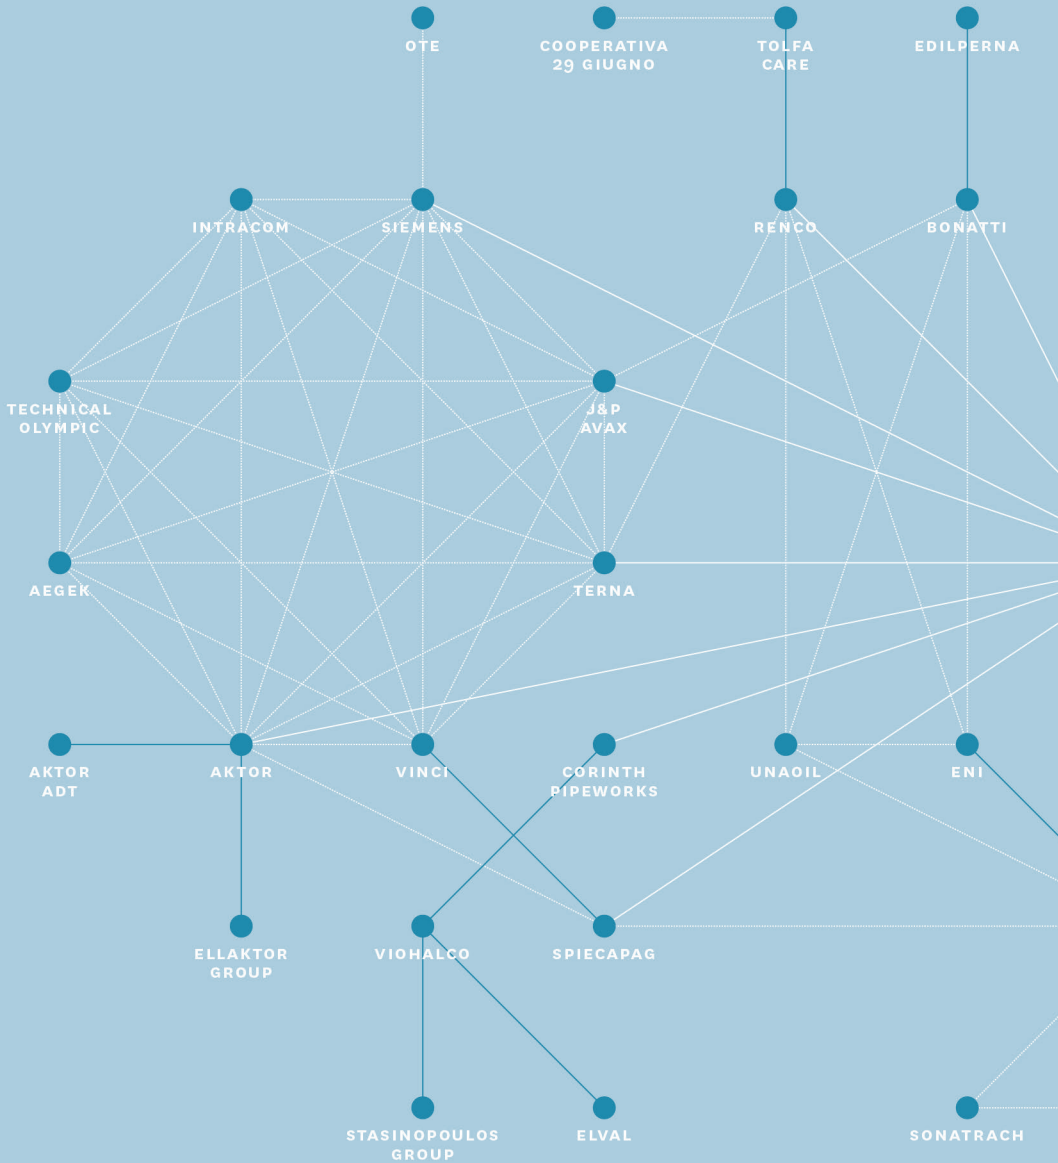 OTE
COOPERATIVA
29 GIUGNO
TOLFA
CARE
EDILPERNA
INTRACOM
SIEMENS
RENCO
BONATTI
TECHNICAL
OLYMPIC
J&P
AVAX
AEGEK
TERNA
AKTOR
ADT
AKTOR
VINCI
CORINTH
PIPEWORKS
UNAOIL
ENI
ELLAKTOR
GROUP
VIOHALCO
SPIECAPAG
STASINOPOULOS
GROUP
ELVAL
SONATRACH